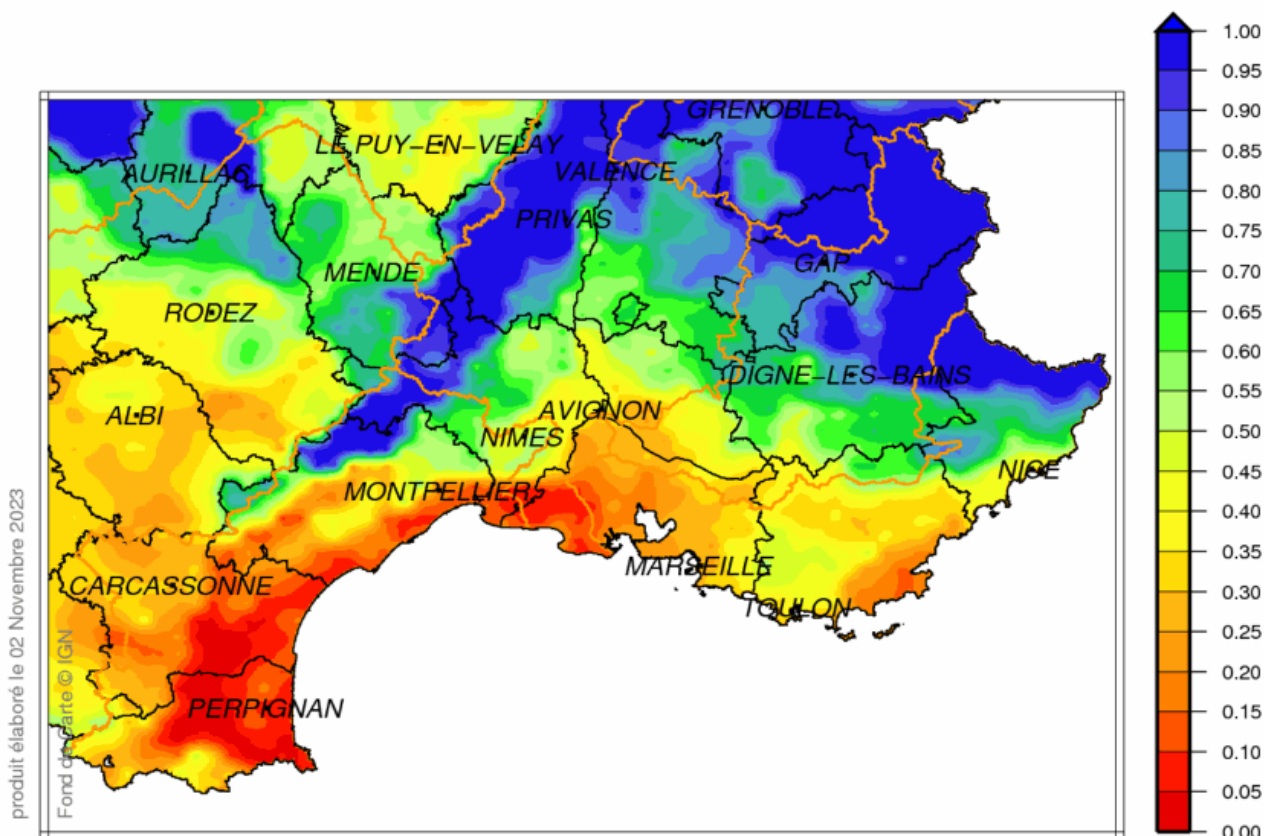 GRENOBLE
LE PUY-EN-VELAY
AURILLAC
VALENCE
PRIVAS
GAP
MENDE
RODEZ
DIGNE-LES-BAINS
ALBI
AVIGNON
NIMES
NICE
MONTPELLIER
MARSEILLE
CARCASSONNE
TOULON
PERPIGNAN
produit élaboré le 02 Novembre 2023
Fond de Carte © IGN
1.00
0.95
0.90
0.85
0.80
0.75
0.70
0.65
0.60
0.55
0.50
0.45
0.40
0.35
0.30
0.25
0.20
0.15
0.10
0.05
0.00